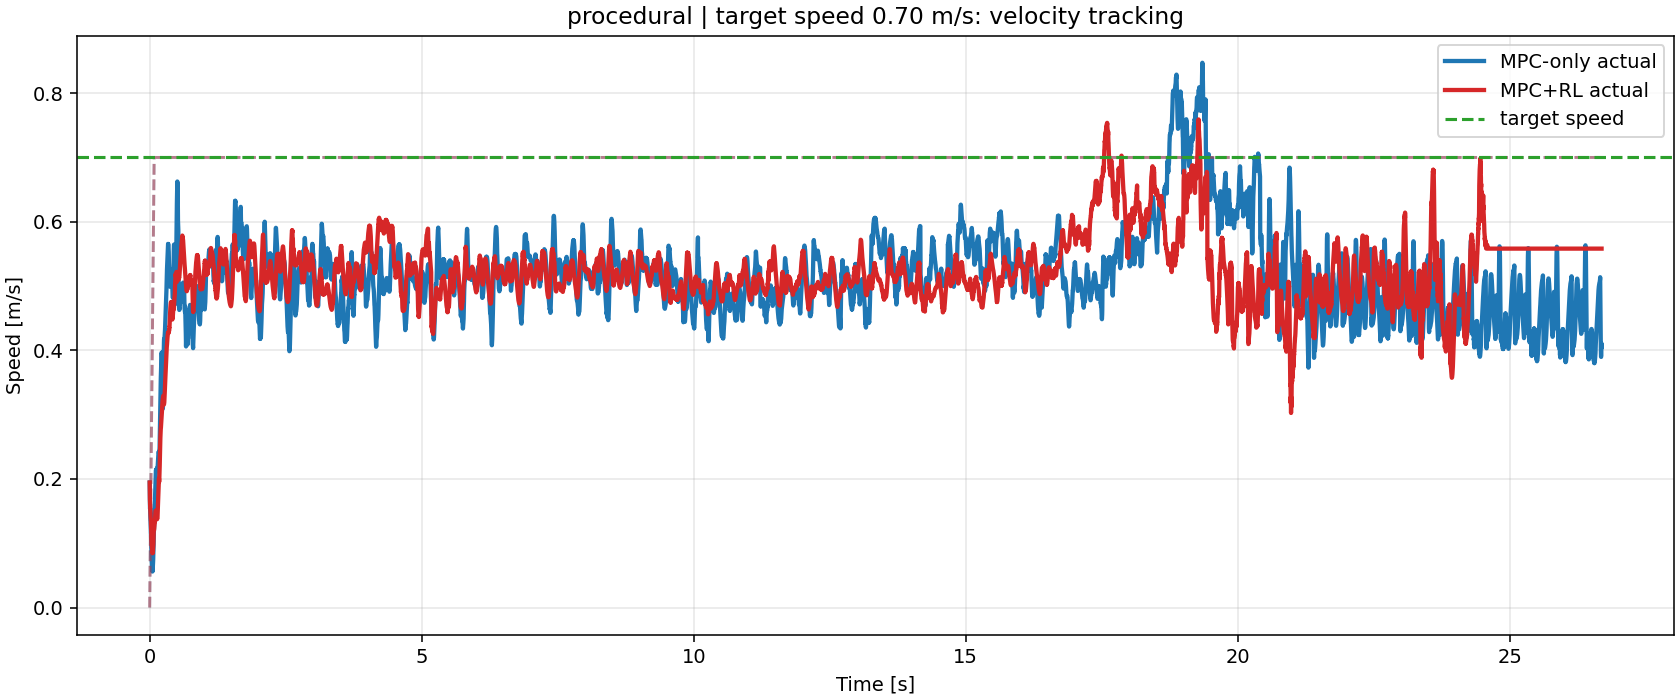 procedural | target speed 0.70 m/s: velocity tracking
MPC-only actual
MPC+RL actual
target speed
Speed [m/s]
0.8
0.6
0.4
0.2
0.0
0
5
10
15
20
25
Time [s]